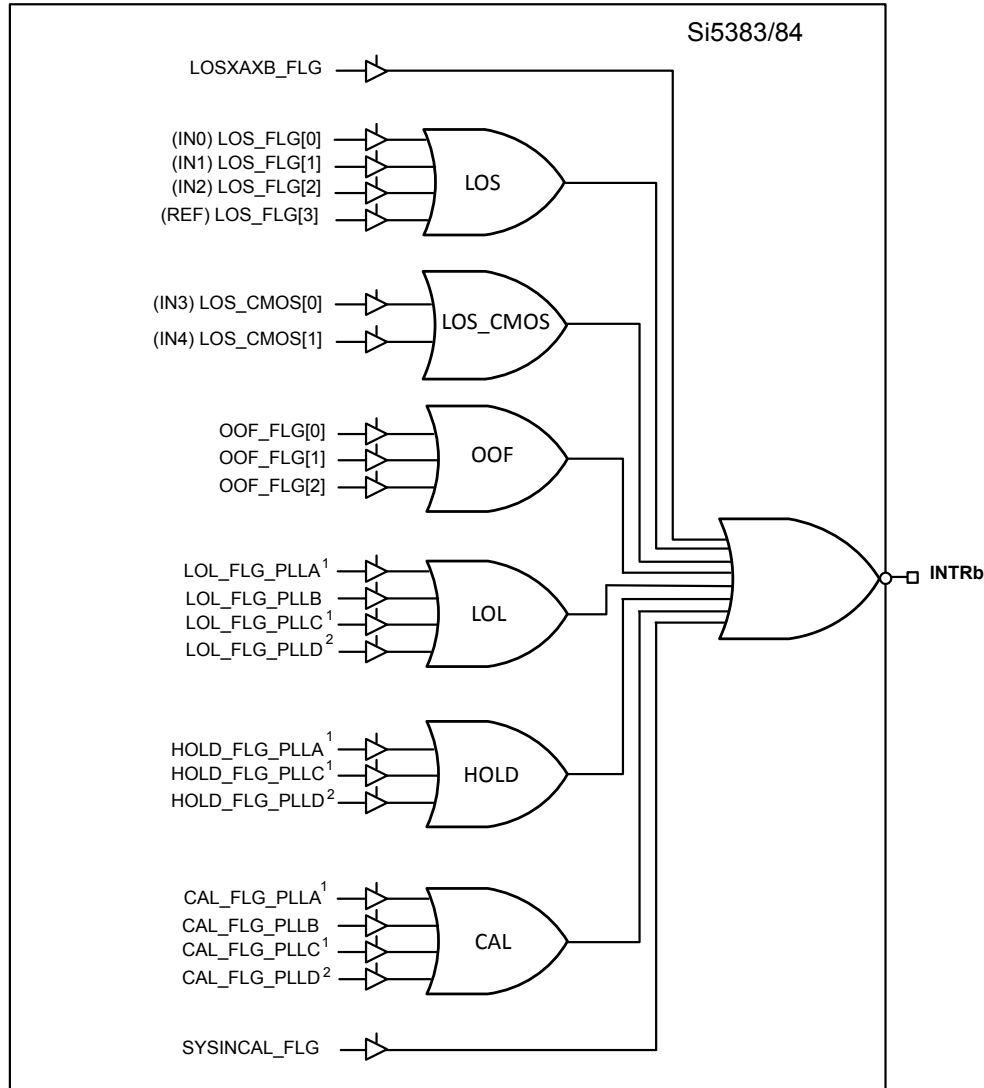 Si5383/84
LOSXAXB_FLG
(IN0) LOS_FLG[0]
(IN1) LOS_FLG[1]
(IN2) LOS_FLG[2]
(REF) LOS_FLG[3]
LOS
(IN3) LOS_CMOS[0]
(IN4) LOS_CMOS[1]
LOS_CMOS
OOF_FLG[0]
OOF_FLG[1]
OOF_FLG[2]
OOF
LOL_FLG_PLLA¹
LOL_FLG_PLLB
LOL_FLG_PLLC¹
LOL_FLG_PLLD²
LOL
HOLD_FLG_PLLA¹
HOLD_FLG_PLLC¹
HOLD_FLG_PLLD²
HOLD
CAL_FLG_PLLA¹
CAL_FLG_PLLB
CAL_FLG_PLLC¹
CAL_FLG_PLLD²
CAL
SYSINCAL_FLG
INTRb